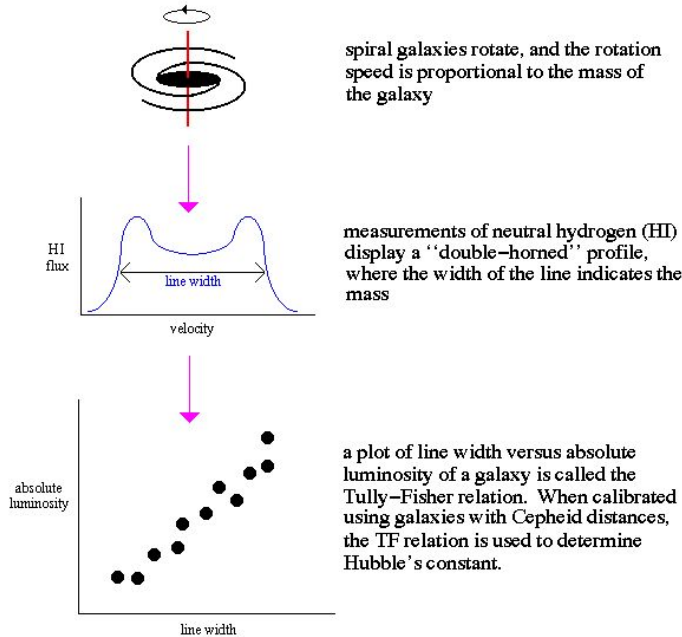 spiral galaxies rotate, and the rotation
speed is proportional to the mass of
the galaxy
HI
flux
line width
velocity
measurements of neutral hydrogen (HI)
display a ‘‘double−horned’’ profile,
where the width of the line indicates the
mass
absolute
luminosity
line width
a plot of line width versus absolute
luminosity of a galaxy is called the
Tully−Fisher relation.  When calibrated
using galaxies with Cepheid distances,
the TF relation is used to determine
Hubble’s constant.